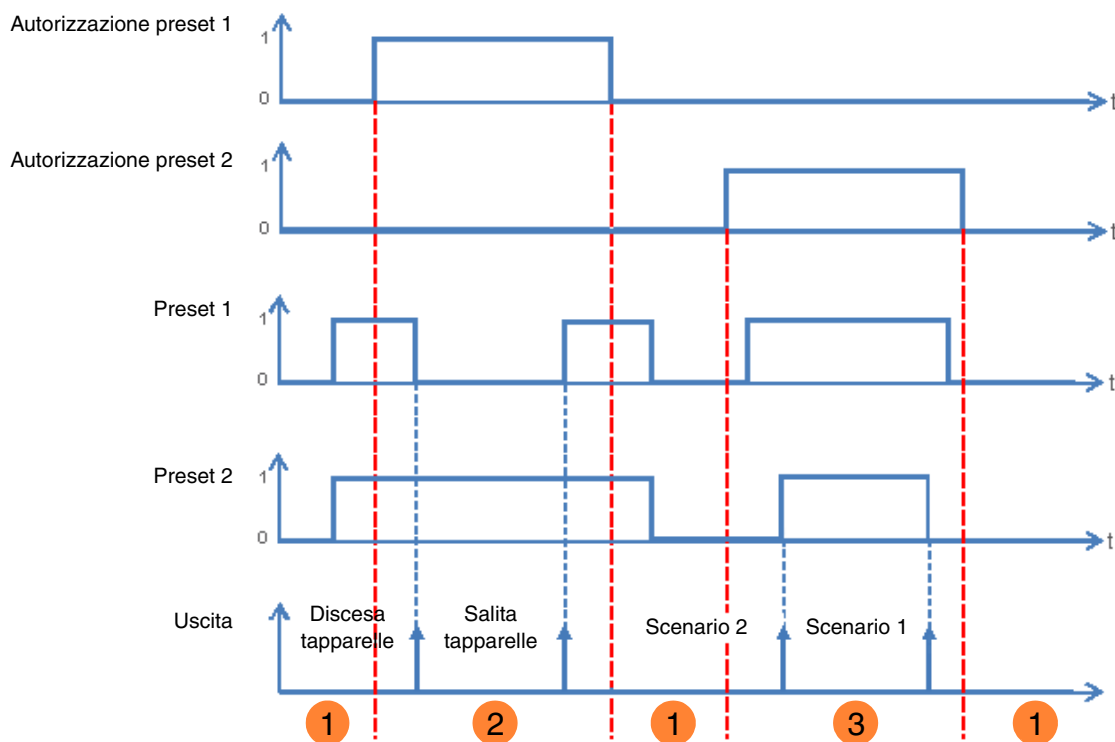 Autorizzazione preset 1
1
0
t
Autorizzazione preset 2
1
0
t
Preset 1
1
0
t
Preset 2
1
0
t
Uscita
Discesa
tapparelle
Salita
tapparelle
Scenario 2
Scenario 1
1
2
1
3
1